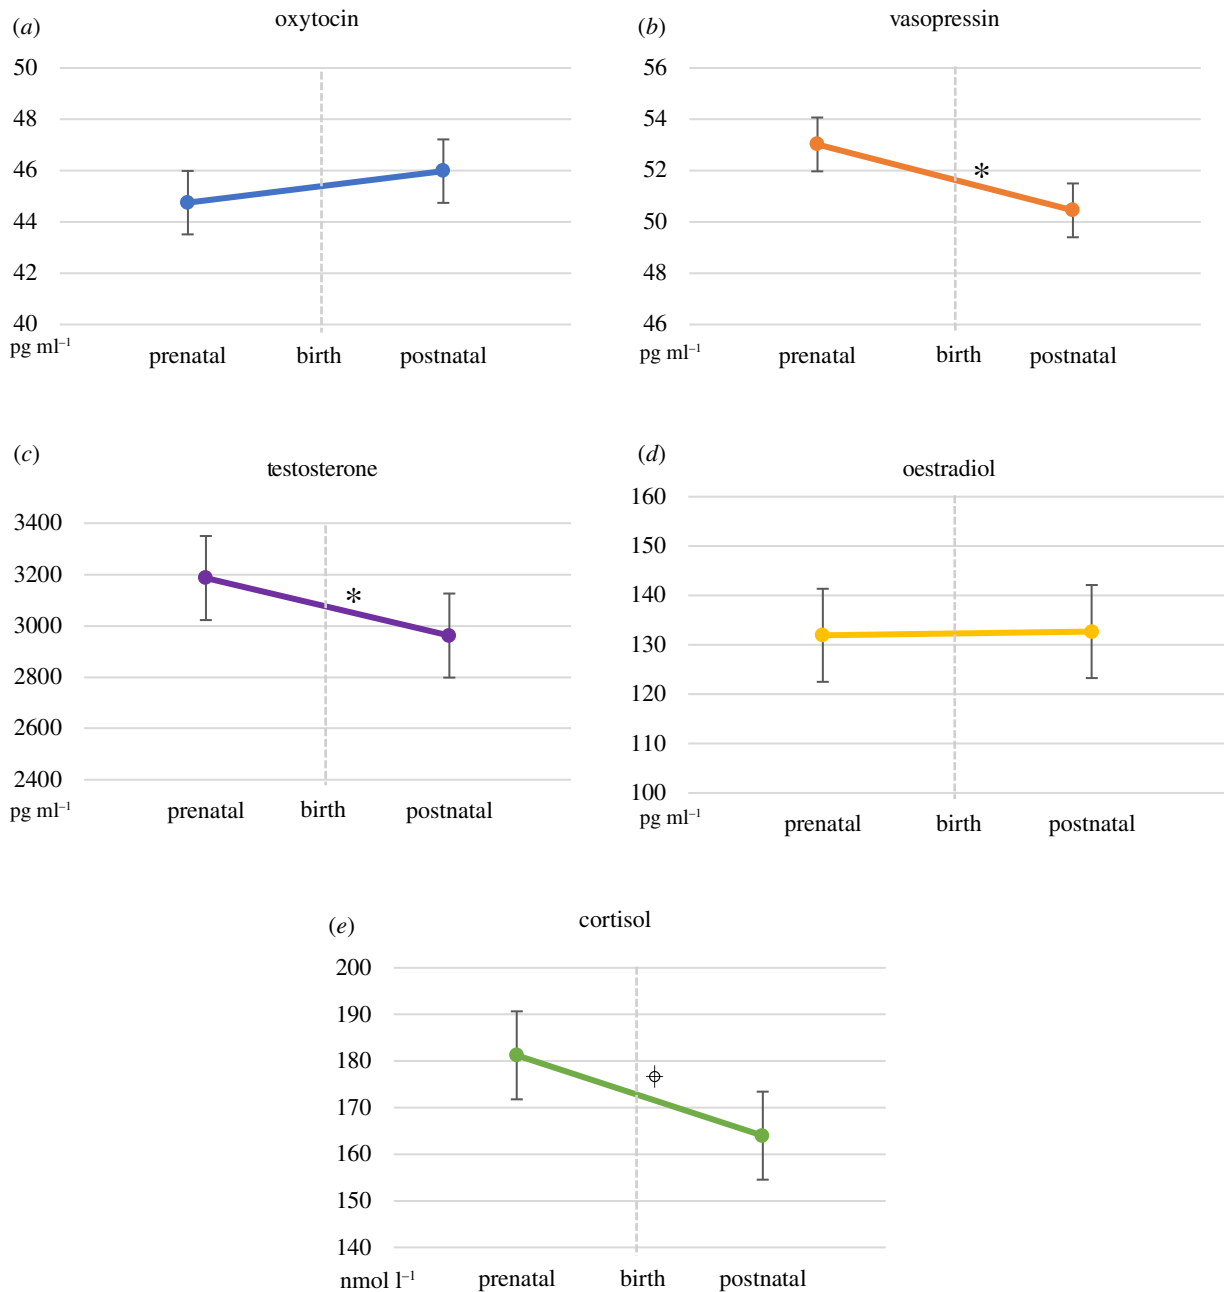 (a) oxytocin
50
48
46
44
42
40
pg ml⁻¹
prenatal birth postnatal
(b) vasopressin
56
54
52
50
48
46
pg ml⁻¹
prenatal birth postnatal
*
(c) testosterone
3400
3200
3000
2800
2600
2400
pg ml⁻¹
prenatal birth postnatal
*
(d) oestradiol
160
150
140
130
120
110
100
pg ml⁻¹
prenatal birth postnatal
(e) cortisol
200
190
180
170
160
150
140
nmol l⁻¹
prenatal birth postnatal